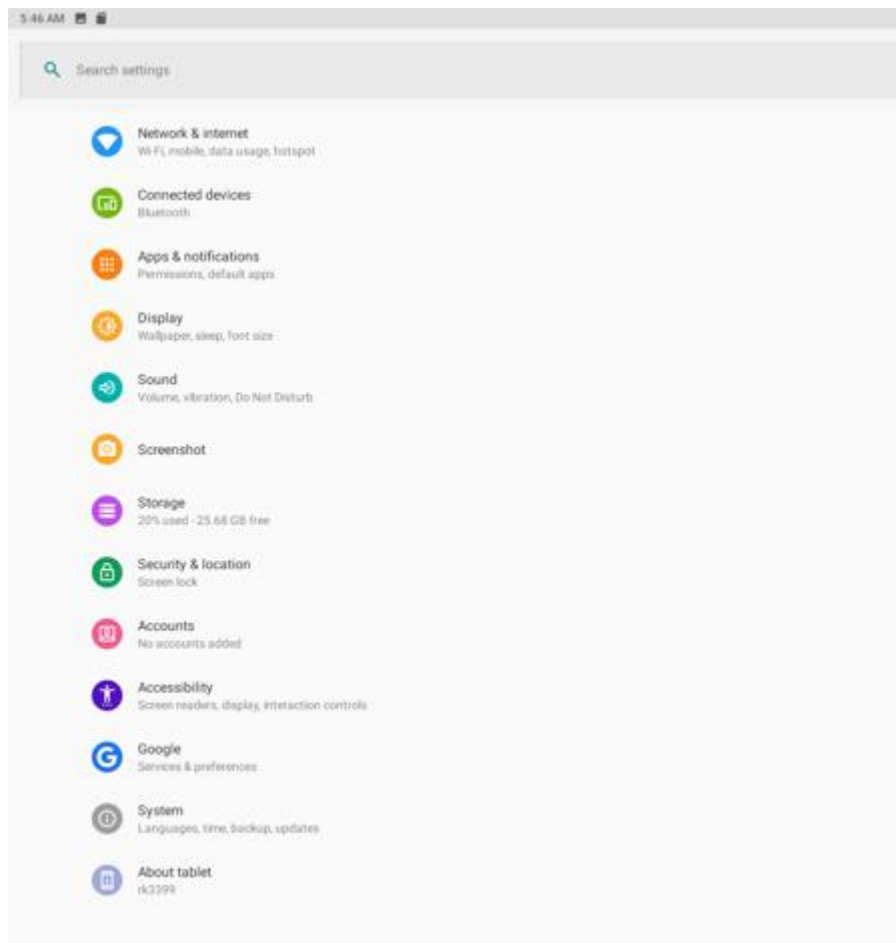 5:46 AM
Search settings
Network & internet
Wi-Fi, mobile, data usage, hotspot
Connected devices
Bluetooth
Apps & notifications
Permissions, default apps
Display
Wallpaper, sleep, font size
Sound
Volume, vibration, Do Not Disturb
Screenshot
Storage
20% used - 25.68 GB free
Security & location
Screen lock
Accounts
No accounts added
Accessibility
Screen readers, display, interaction controls
Google
Services & preferences
System
Languages, time, backup, updates
About tablet
rk3399